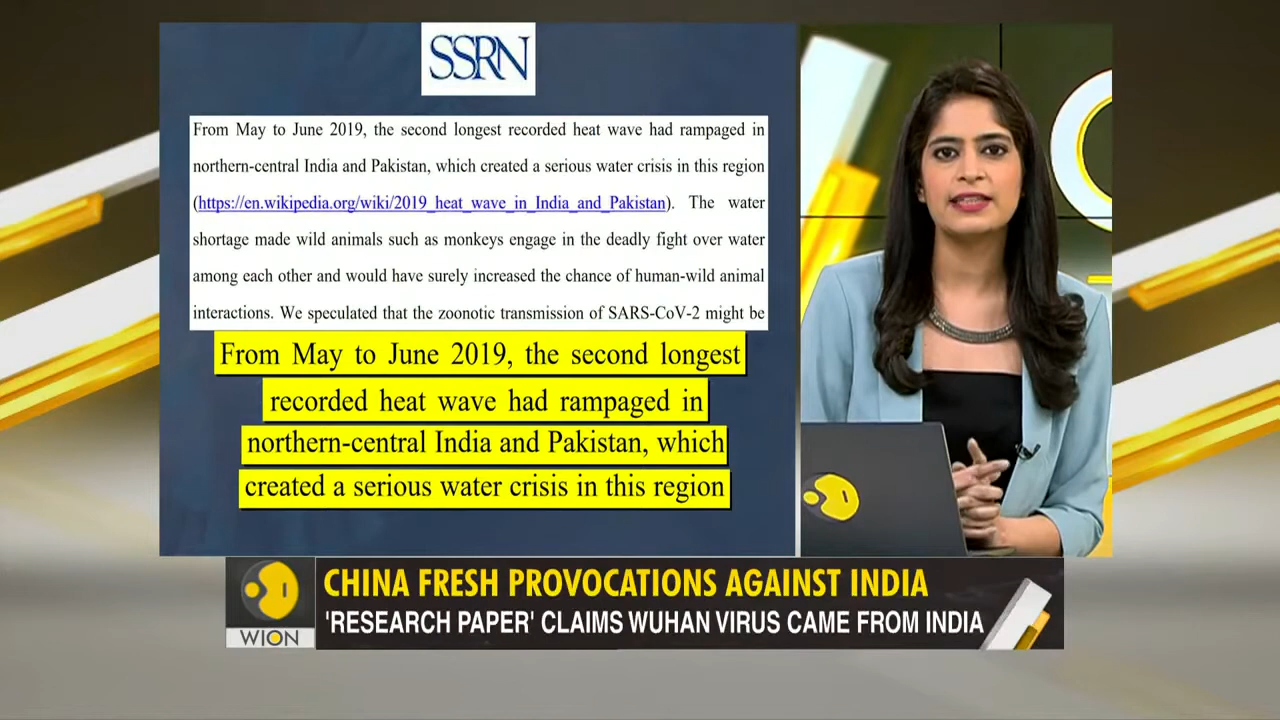 SSRN
From May to June 2019, the second longest recorded heat wave had rampaged in
northern-central India and Pakistan, which created a serious water crisis in this region
(https://en.wikipedia.org/wiki/2019_heat_wave_in_India_and_Pakistan). The water
shortage made wild animals such as monkeys engage in the deadly fight over water
among each other and would have surely increased the chance of human-wild animal
interactions. We speculated that the zoonotic transmission of SARS-CoV-2 might be
From May to June 2019, the second longest
recorded heat wave had rampaged in
northern-central India and Pakistan, which
created a serious water crisis in this region
CHINA FRESH PROVOCATIONS AGAINST INDIA
'RESEARCH PAPER' CLAIMS WUHAN VIRUS CAME FROM INDIA
WION